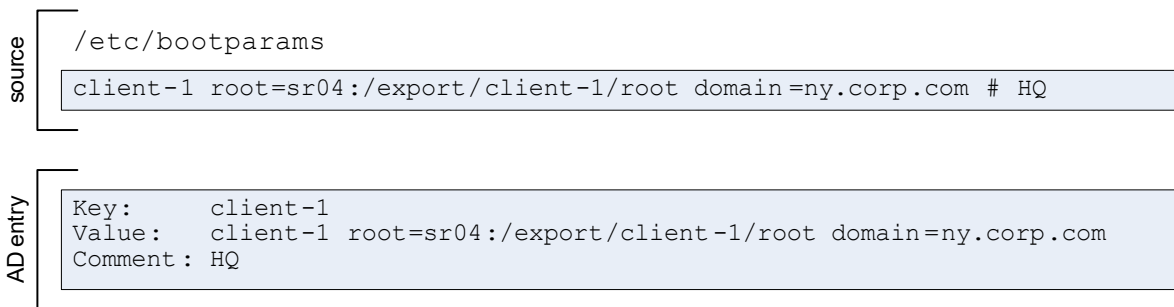 source
/etc/bootparams
client-1 root=sr04:/export/client-1/root domain=ny.corp.com # HQ
AD entry
Key: client-1
Value: client-1 root=sr04:/export/client-1/root domain=ny.corp.com
Comment: HQ